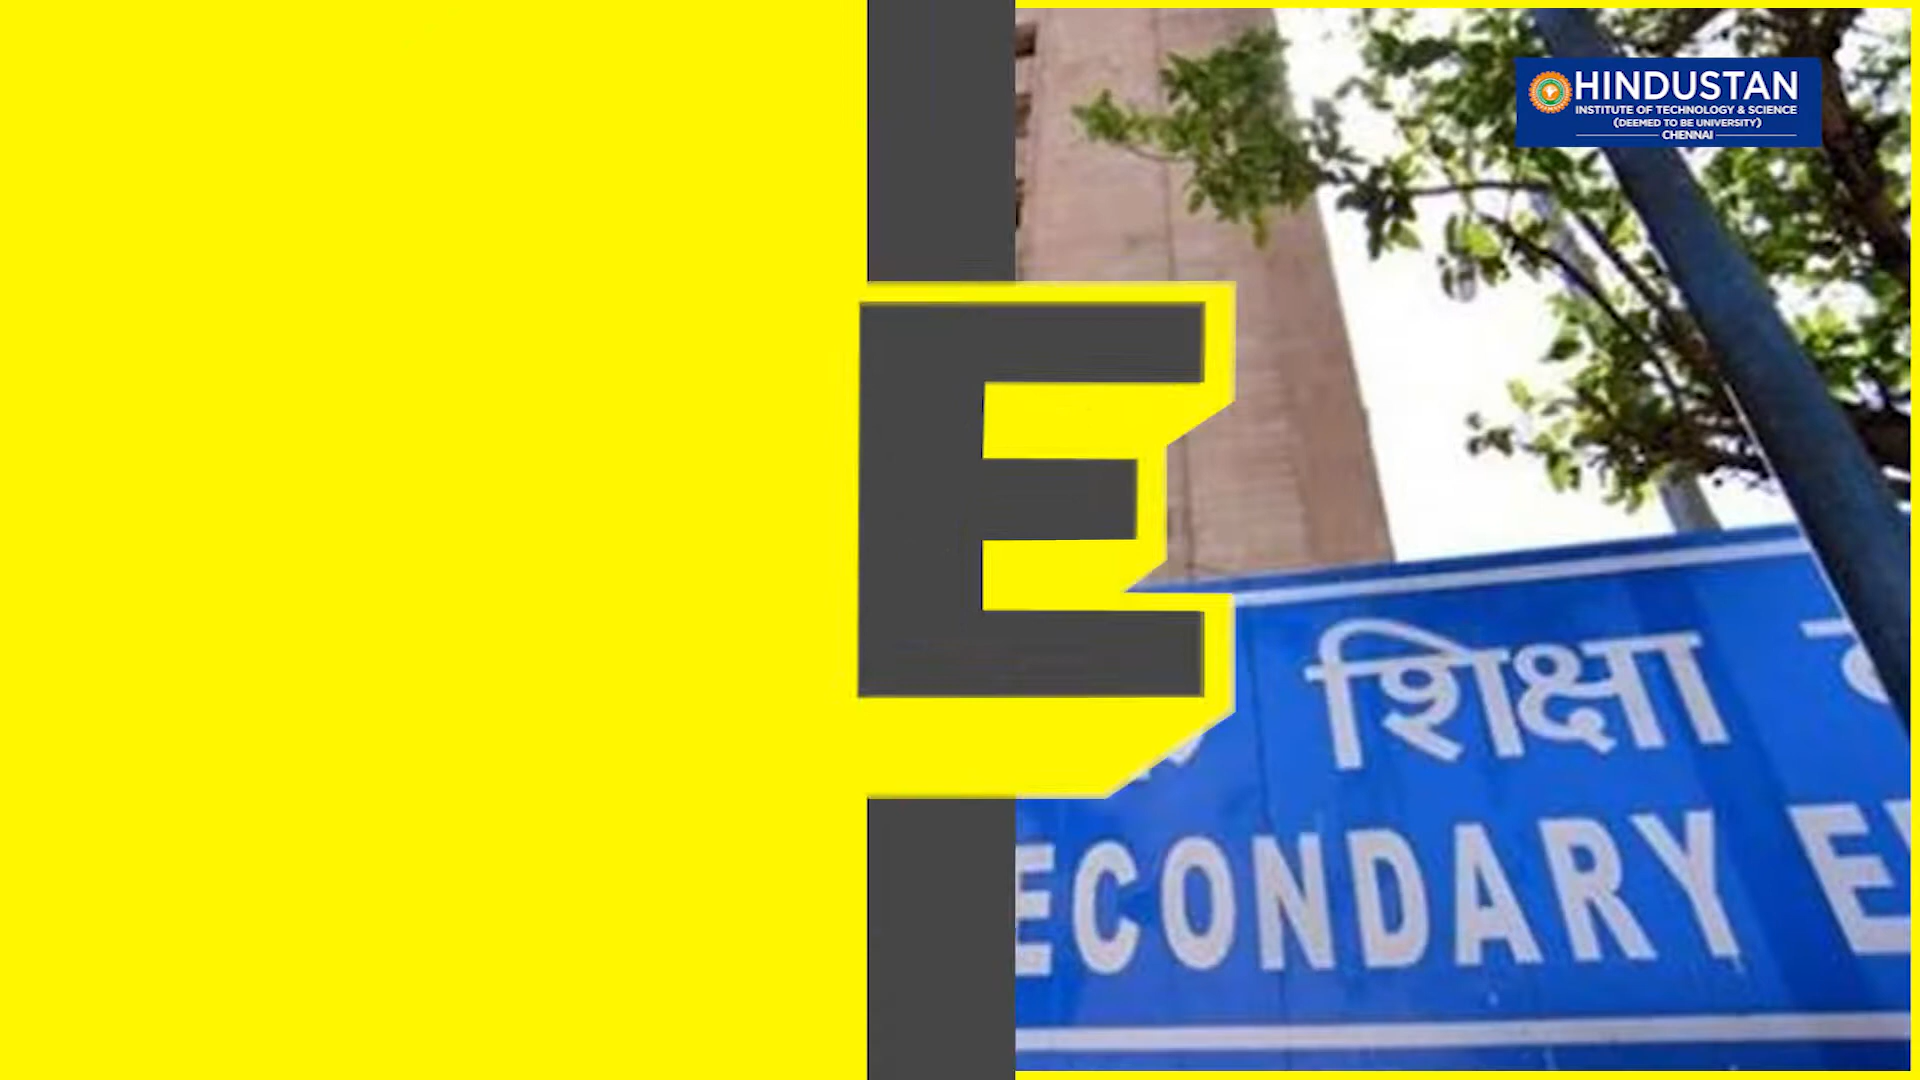 HINDUSTAN
INSTITUTE OF TECHNOLOGY & SCIENCE
(DEEMED TO BE UNIVERSITY)
CHENNAI
E
शिक्षा
ECONDARY E